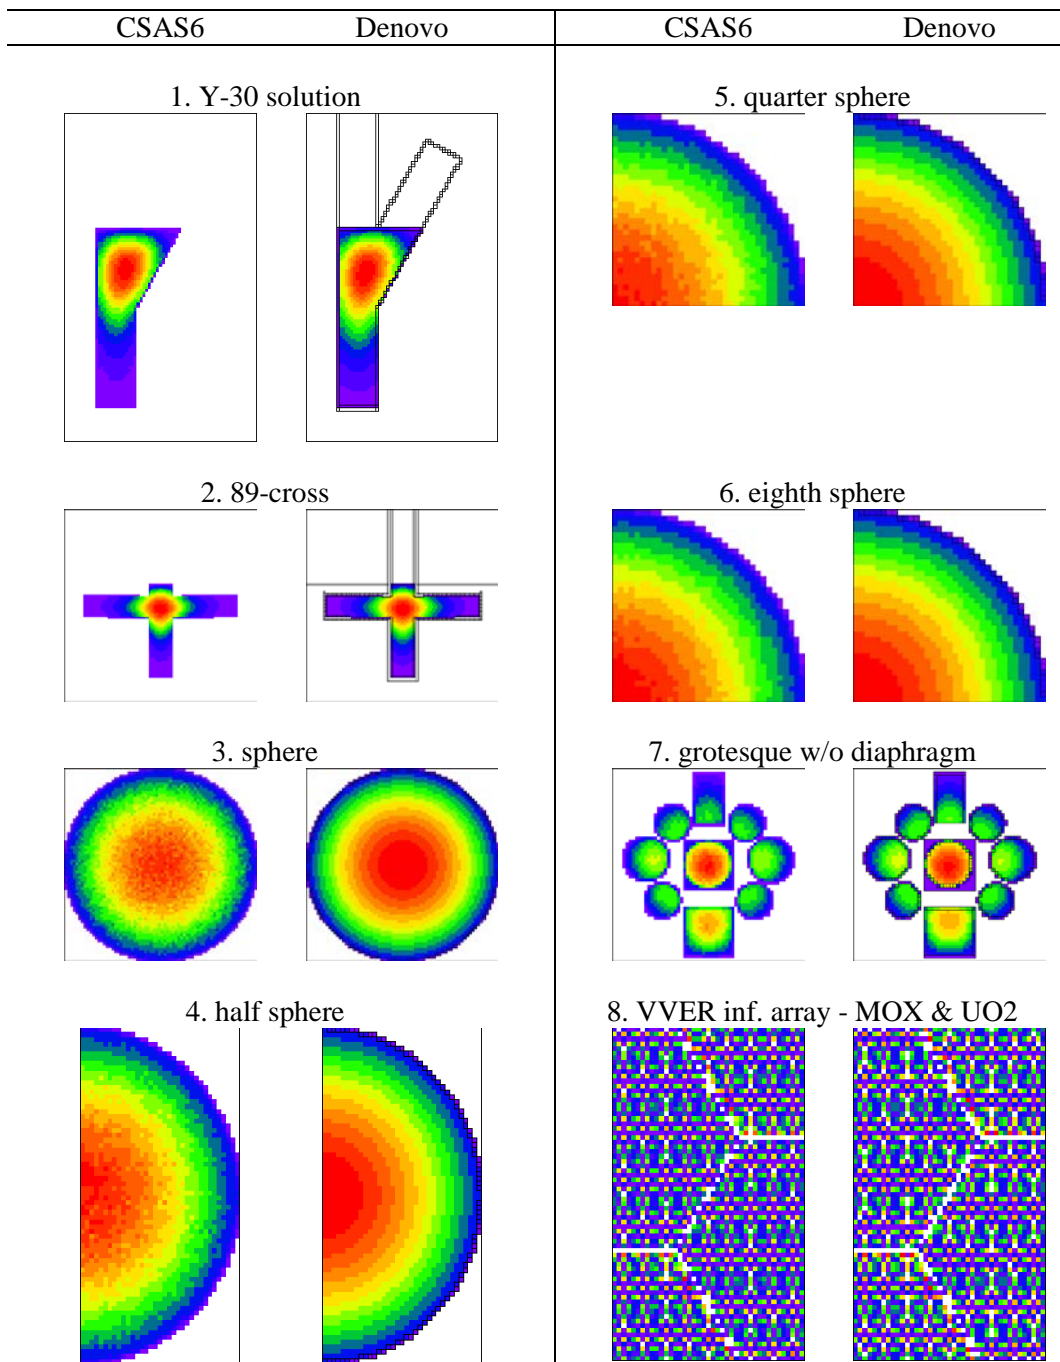 CSAS6 Denovo CSAS6 Denovo
1. Y-30 solution
5. quarter sphere
2. 89-cross
6. eighth sphere
3. sphere
7. grotesque w/o diaphragm
4. half sphere
8. VVER inf. array - MOX & UO2